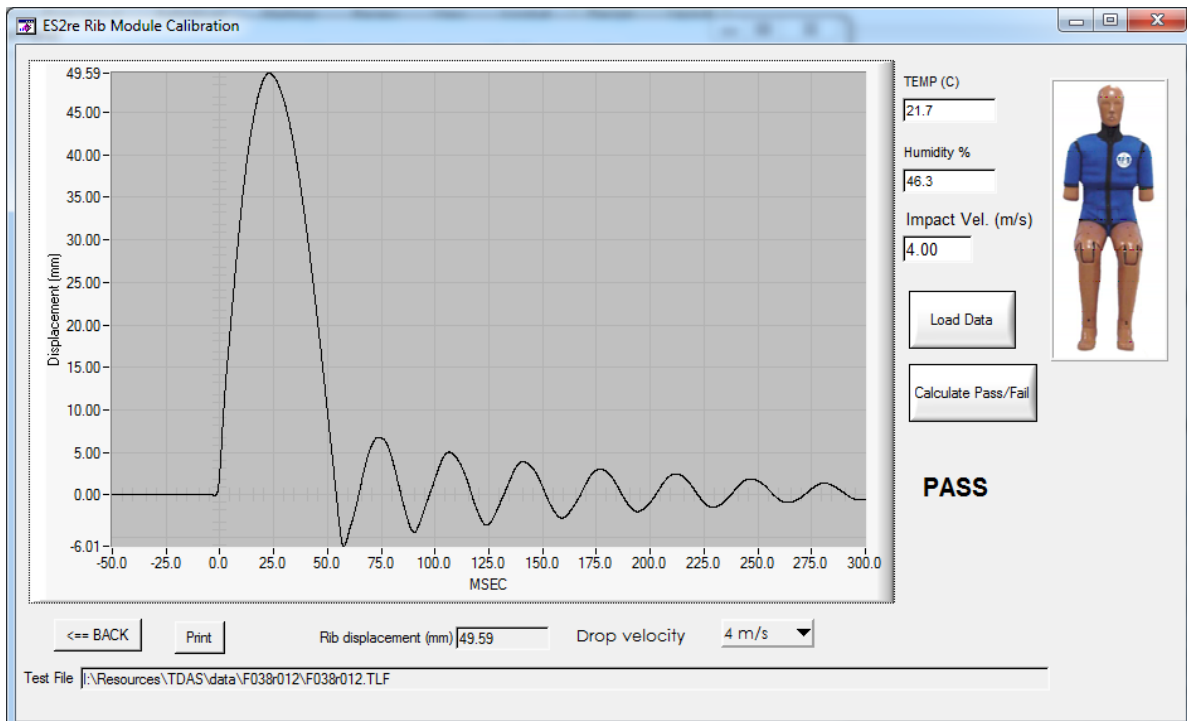 ES2re Rib Module Calibration
49.59
45.00
40.00
35.00
30.00
25.00
20.00
15.00
10.00
5.00
0.00
-6.01
Displacement (mm)
-50.0 -25.0 0.0 25.0 50.0 75.0 100.0 125.0 150.0 175.0 200.0 225.0 250.0 275.0 300.0
MSEC
TEMP (C)
21.7
Humidity %
46.3
Impact Vel. (m/s)
4.00
Load Data
Calculate Pass/Fail
PASS
<== BACK
Print
Rib displacement (mm) 49.59
Drop velocity 4 m/s
Test File I:\Resources\TDAS\data\F038r012\F038r012.TLF